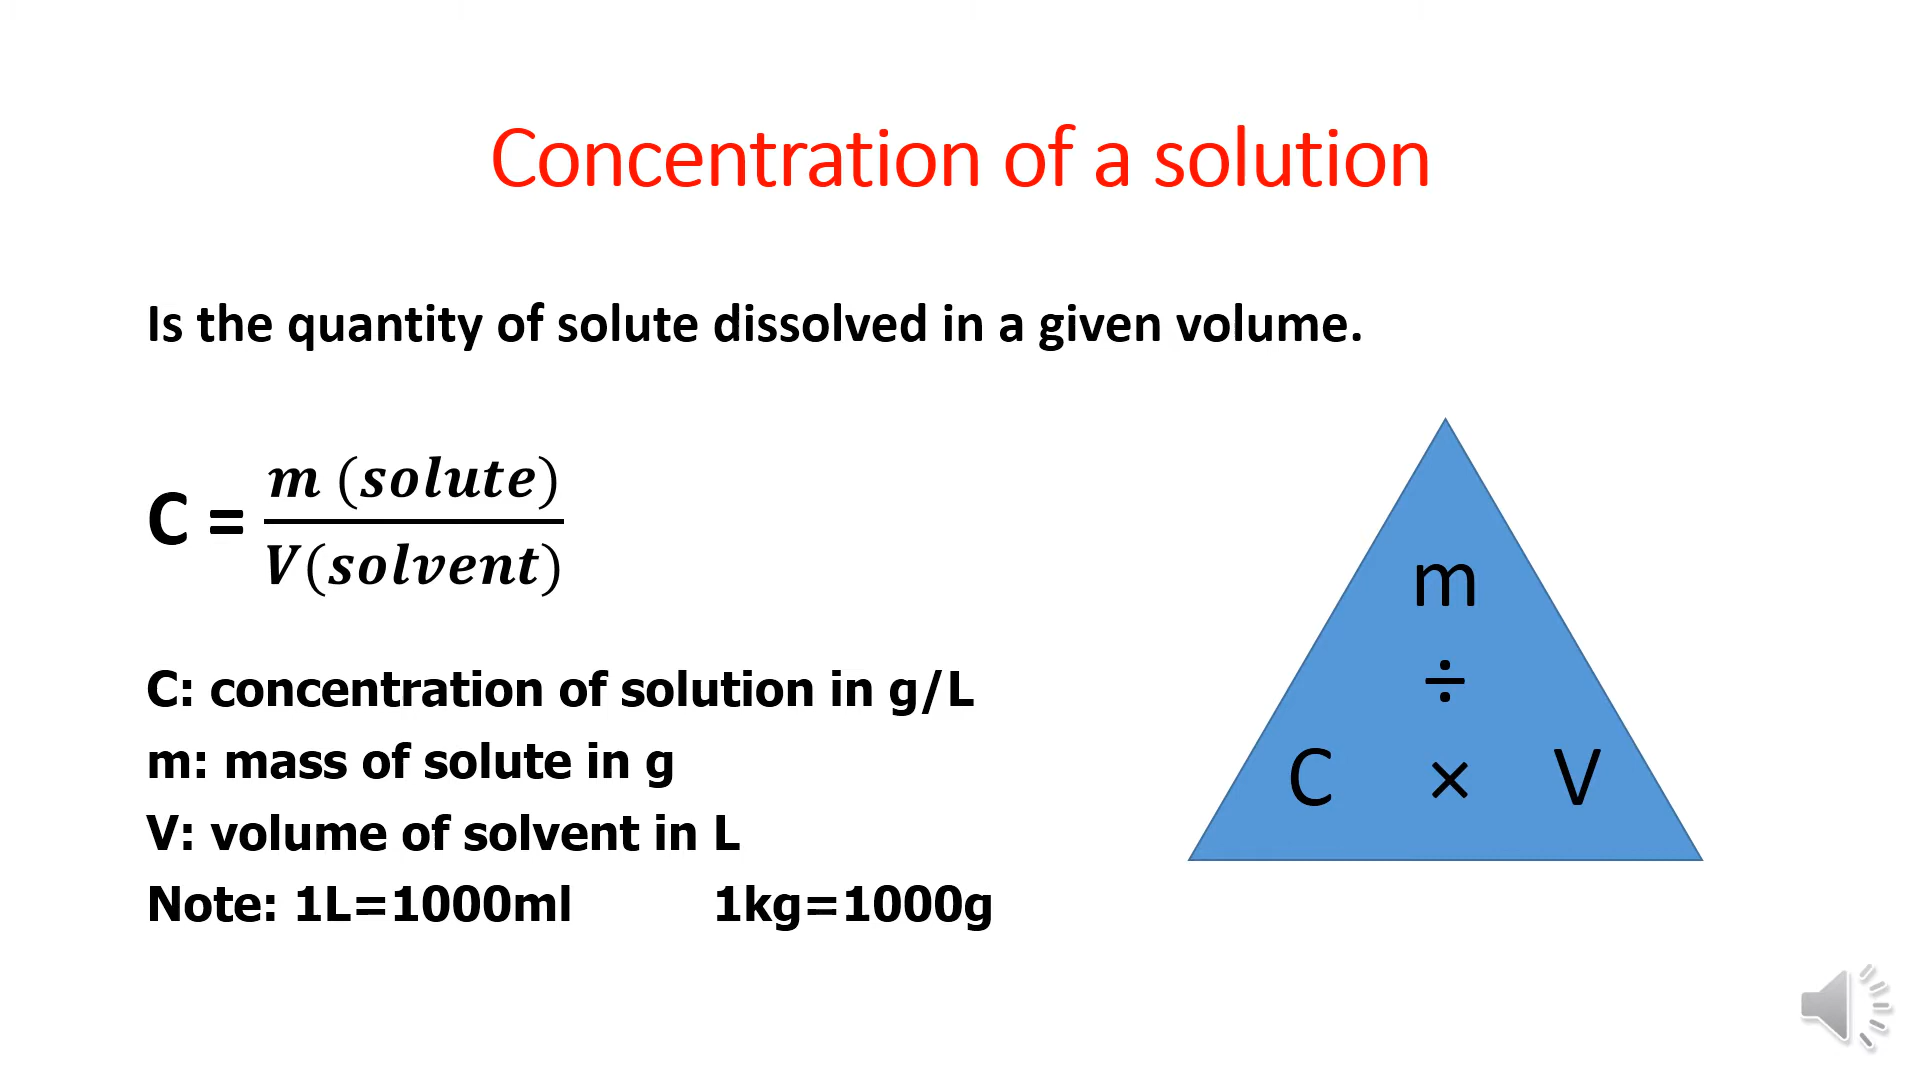 Concentration of a solution
Is the quantity of solute dissolved in a given volume.
C = m (solute) / V(solvent)
C: concentration of solution in g/L
m: mass of solute in g
V: volume of solvent in L
Note: 1L=1000ml 1kg=1000g
m
÷
C × V